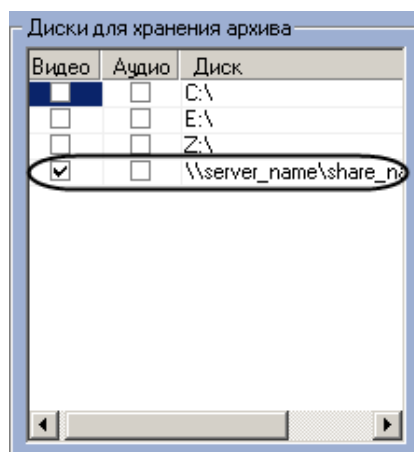 Диски для хранения архива
Видео Аудио Диск
C:\
E:\
Z:\
\\server_name\share_na